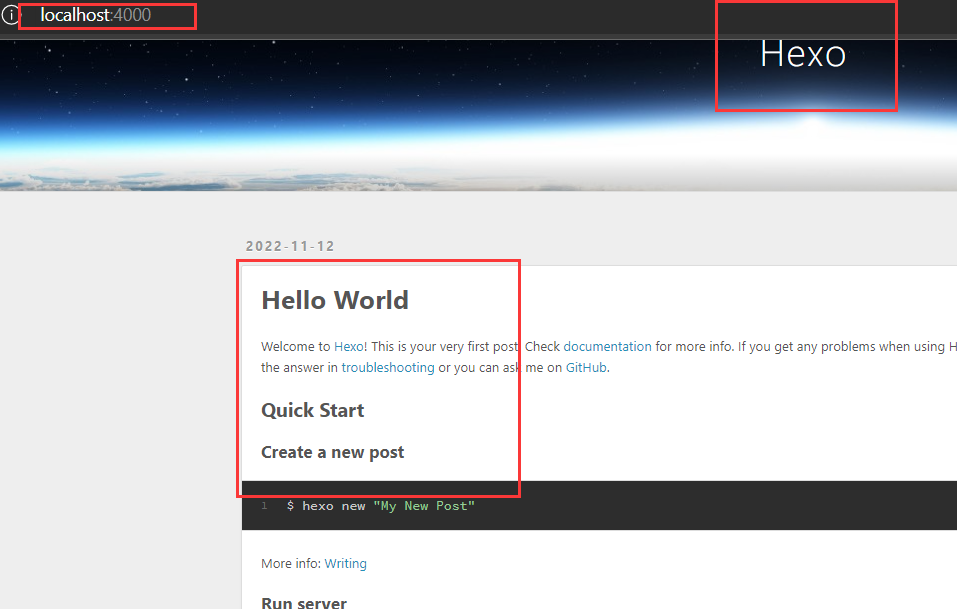 localhost:4000
Hexo
2022-11-12
Hello World
Welcome to Hexo! This is your very first post. Check documentation for more info. If you get any problems when using
the answer in troubleshooting or you can ask me on GitHub.
Quick Start
Create a new post
1 $ hexo new "My New Post"
More info: Writing
Run server